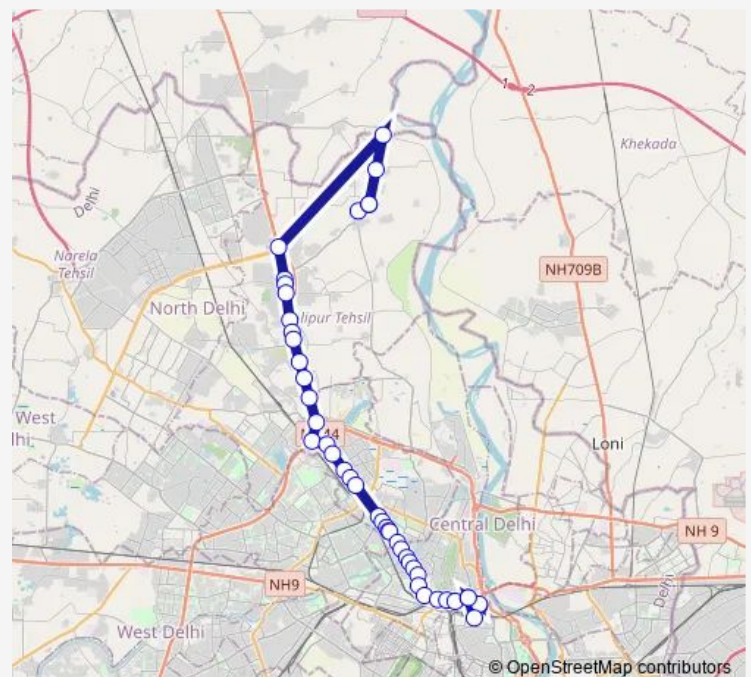 1 2
Khekada
Delhi
Narela
Tehsil
NH709B
North Delhi
lipur Tehsil
West
lhi
44
Loni
Central Delhi
NH 9
NH9
Delhi
West Delhi
© OpenStreetMap contributors